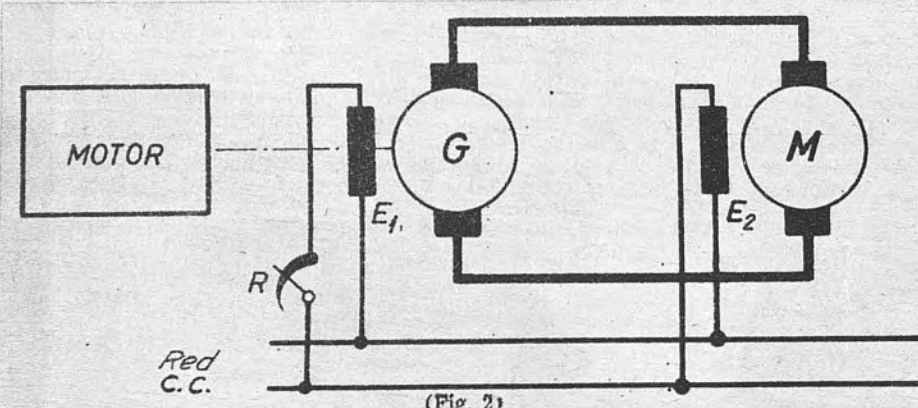 MOTOR
G
M
E1.
E2
R
Red
C.C.
(Fig. 2)